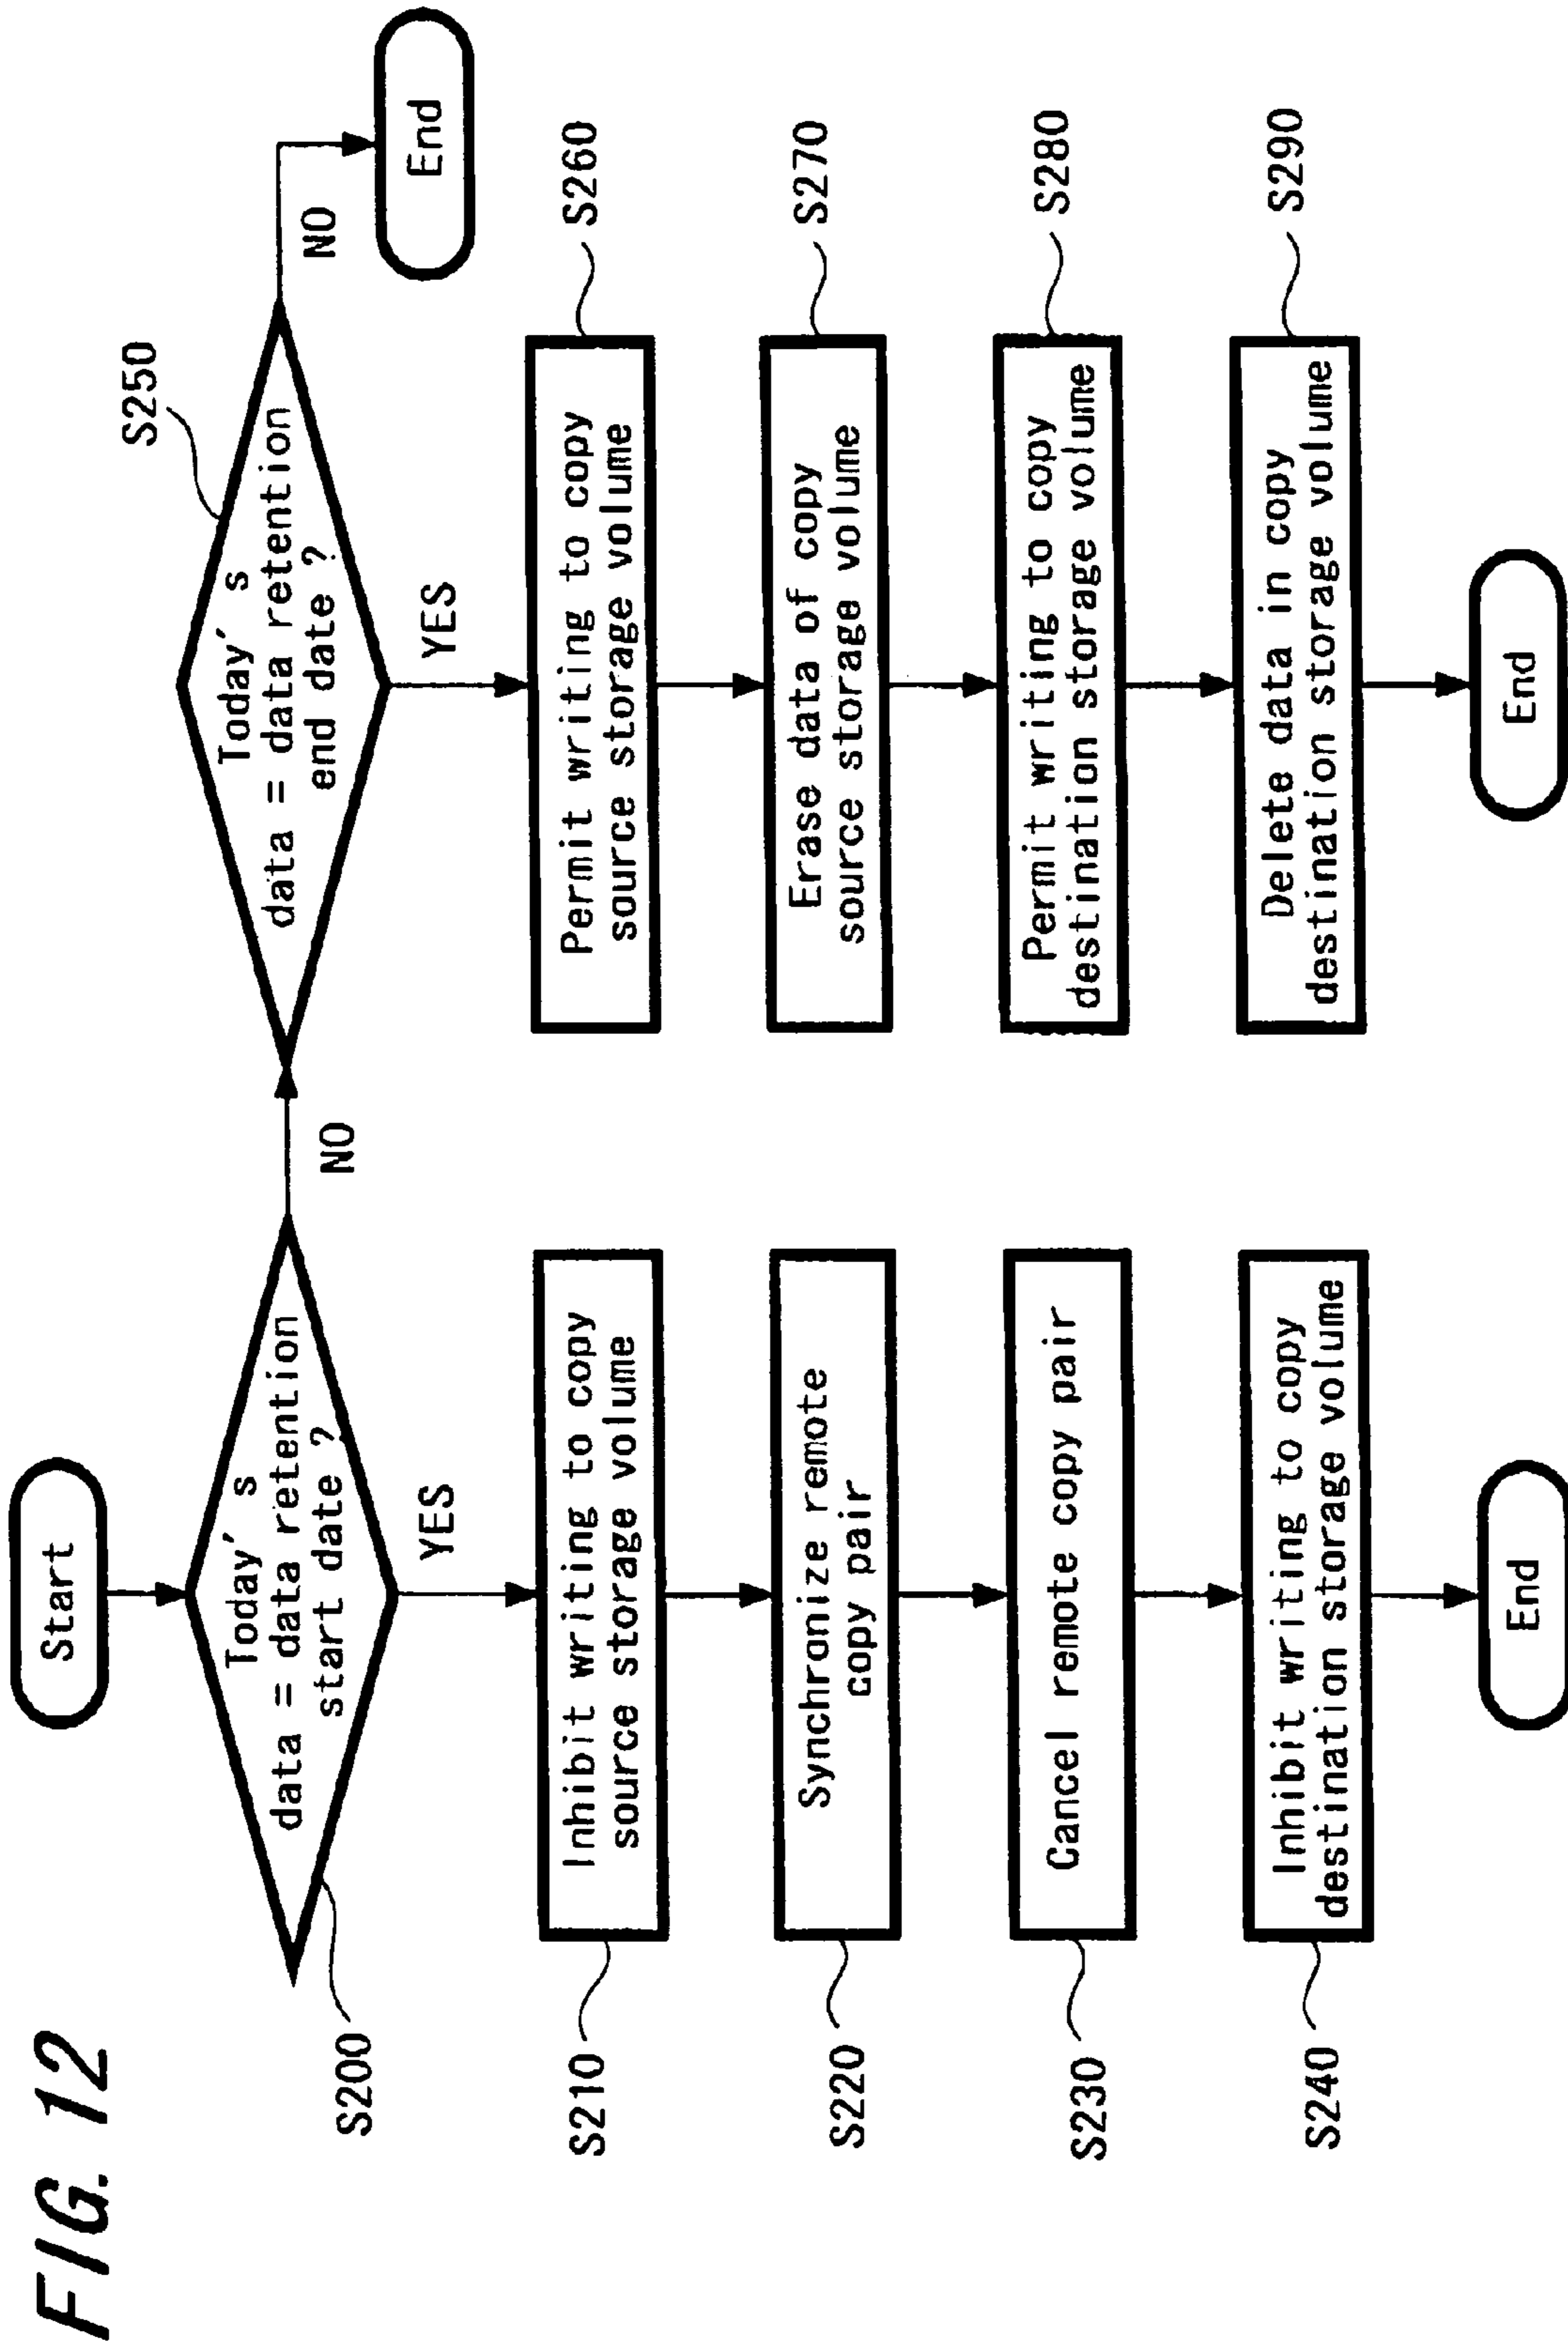 FIG. 12
Start
S200
Today's
data = data retention
start date ?
NO
YES
S210
Inhibit writing to copy
source storage volume
S220
Synchronize remote
copy pair
S230
Cancel remote copy pair
S240
Inhibit writing to copy
destination storage volume
End
S250
Today's
data = data retention
end date ?
NO
End
YES
Permit writing to copy
source storage volume
S260
Erase data of copy
source storage volume
S270
Permit writing to copy
destination storage volume
S280
Delete data in copy
destination storage volume
S290
End